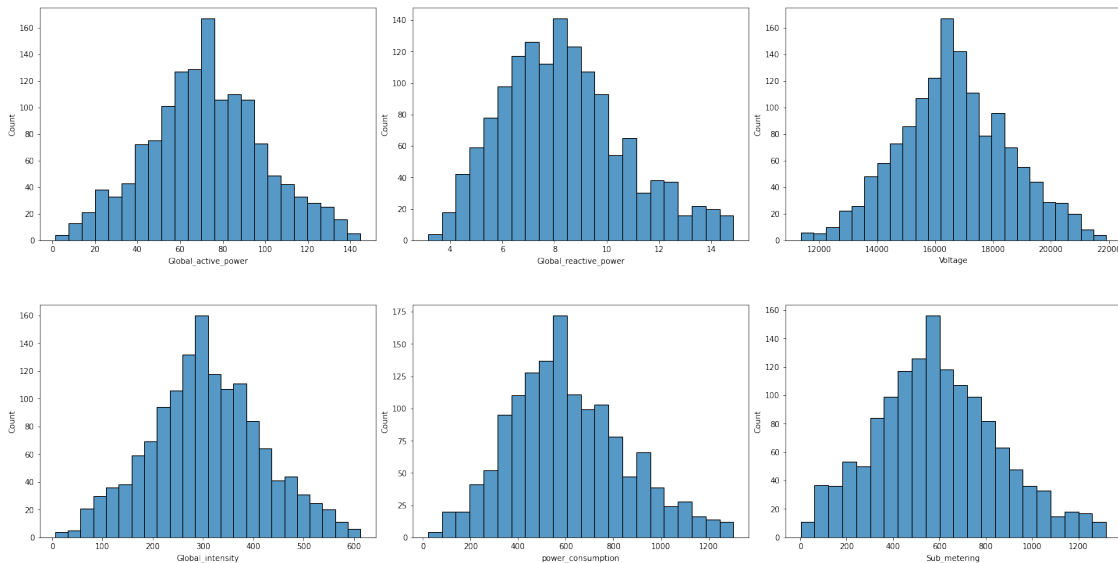 Count
160
140
120
100
80
60
40
20
0
0 20 40 60 80 100 120 140
Global_active_power
Count
140
120
100
80
60
40
20
0
4 6 8 10 12 14
Global_reactive_power
Count
160
140
120
100
80
60
40
20
0
12000 14000 16000 18000 20000 22000
Voltage
Count
160
140
120
100
80
60
40
20
0
0 100 200 300 400 500 600
Global_intensity
Count
175
150
125
100
75
50
25
0
0 200 400 600 800 1000 1200
power_consumption
Count
160
140
120
100
80
60
40
20
0
0 200 400 600 800 1000 1200
Sub_metering